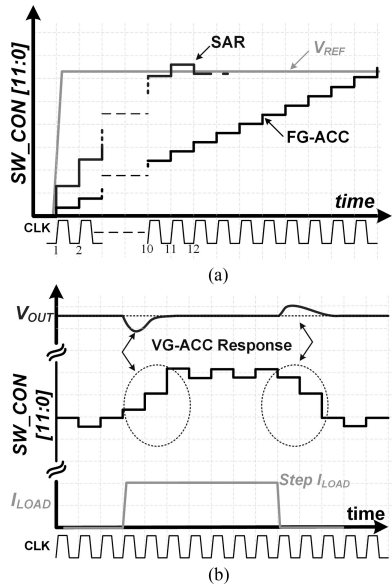 SW_CON [11:0]
SAR
V_REF
FG-ACC
time
CLK
1 2 10 11 12
(a)
V_OUT
VG-ACC Response
SW_CON
[11:0]
I_LOAD
Step I_LOAD
time
CLK
(b)